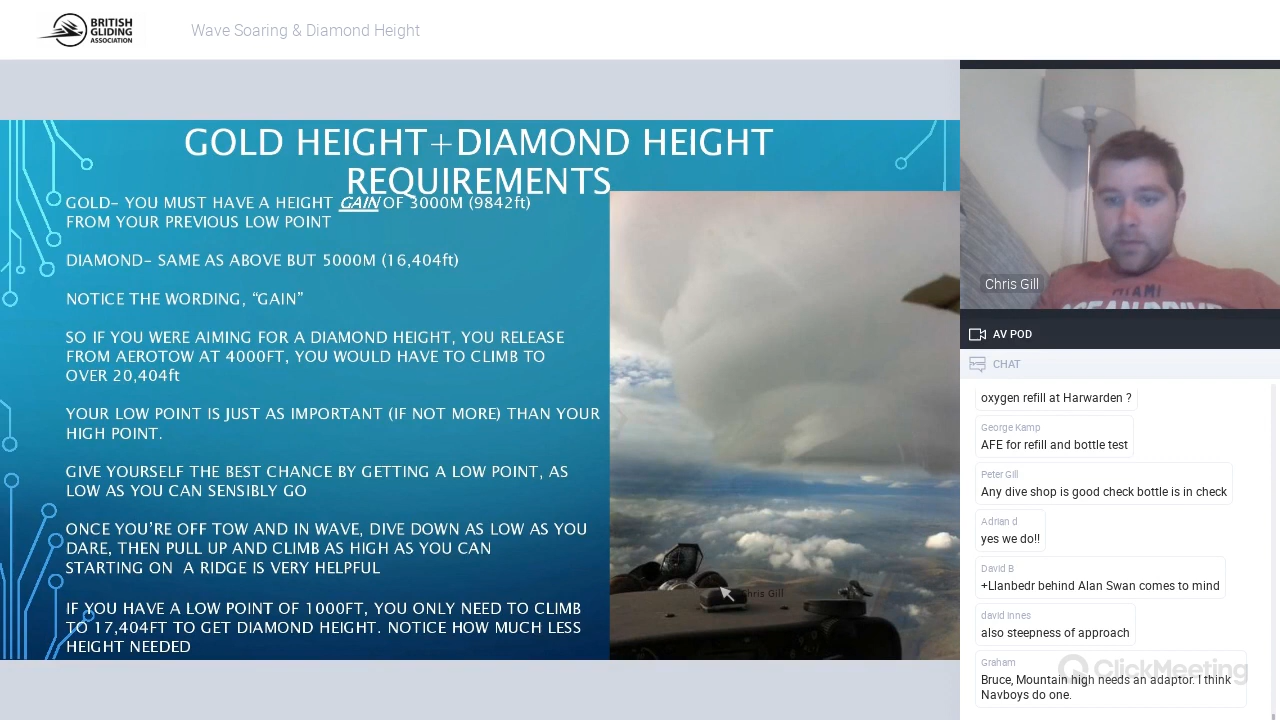 BRITISH
GLIDING
ASSOCIATION
Wave Soaring & Diamond Height
GOLD HEIGHT+DIAMOND HEIGHT
REQUIREMENTS
GOLD- YOU MUST HAVE A HEIGHT GAIN OF 3000M (9842ft)
FROM YOUR PREVIOUS LOW POINT
DIAMOND- SAME AS ABOVE BUT 5000M (16,404ft)
NOTICE THE WORDING, “GAIN”
SO IF YOU WERE AIMING FOR A DIAMOND HEIGHT, YOU RELEASE
FROM AEROTOW AT 4000FT, YOU WOULD HAVE TO CLIMB TO
OVER 20,404ft
YOUR LOW POINT IS JUST AS IMPORTANT (IF NOT MORE) THAN YOUR
HIGH POINT.
GIVE YOURSELF THE BEST CHANCE BY GETTING A LOW POINT, AS
LOW AS YOU CAN SENSIBLY GO
ONCE YOU’RE OFF TOW AND IN WAVE, DIVE DOWN AS LOW AS YOU
DARE, THEN PULL UP AND CLIMB AS HIGH AS YOU CAN
STARTING ON A RIDGE IS VERY HELPFUL
IF YOU HAVE A LOW POINT OF 1000FT, YOU ONLY NEED TO CLIMB
TO 17,404FT TO GET DIAMOND HEIGHT. NOTICE HOW MUCH LESS
HEIGHT NEEDED
Chris Gill
Chris Gill
MIAMI
OCEAN DRIVE
AV POD
CHAT
oxygen refill at Harwarden ?
George Kamp
AFE for refill and bottle test
Peter Gill
Any dive shop is good check bottle is in check
Adrian d
yes we do!!
David B
+Llanbedr behind Alan Swan comes to mind
david innes
also steepness of approach
Graham
Bruce, Mountain high needs an adaptor. I think
Navboys do one.
ClickMeeting